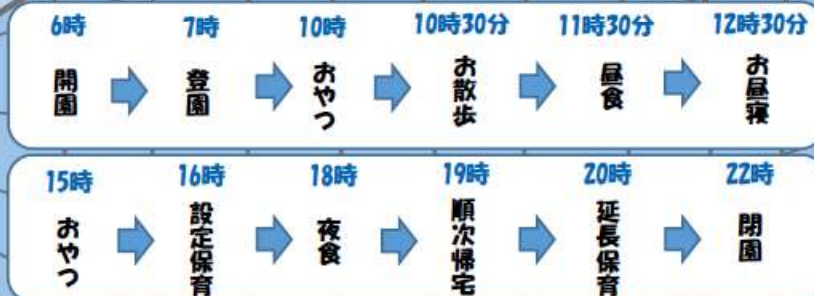 6時 7時 10時 10時30分 11時30分 12時30分
開園 登園 おやつ お散歩 昼食 お昼寝
15時 16時 18時 19時 20時 22時
おやつ 設定保育 夜食 順次帰宅 延長保育 閉園